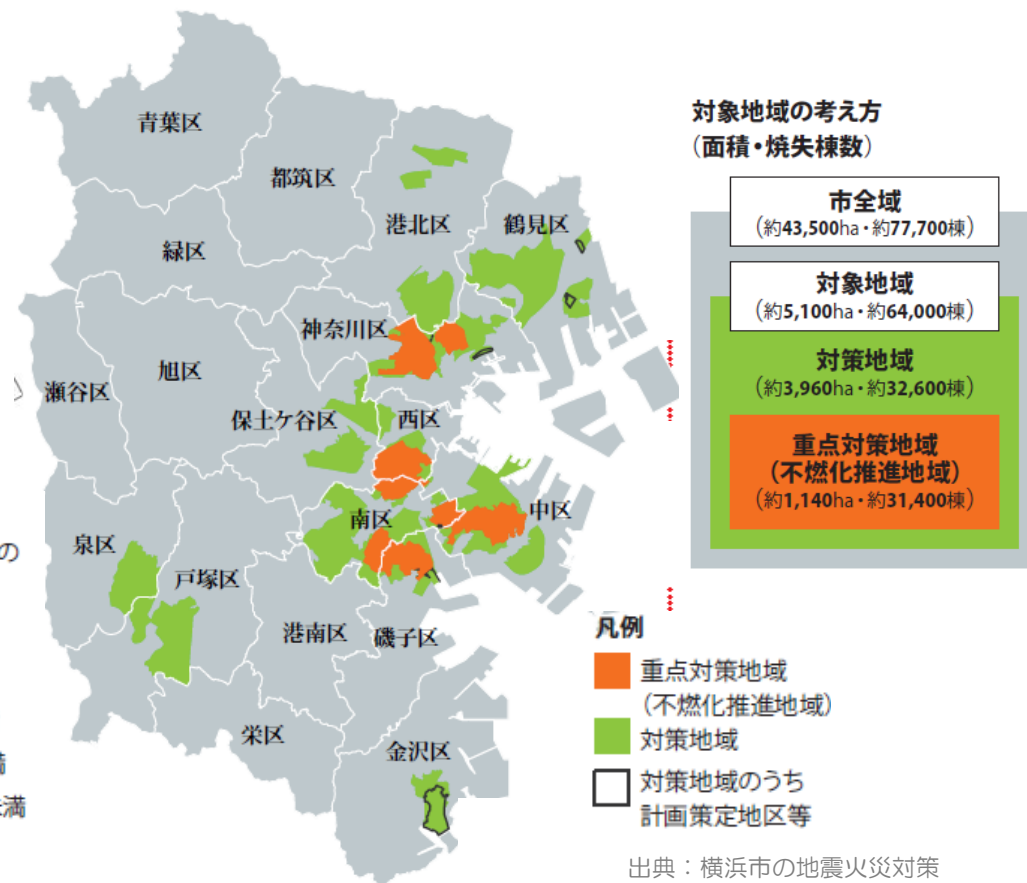 青葉区
都筑区
港北区
鶴見区
緑区
神奈川区
旭区
瀬谷区
保土ケ谷区
西区
中区
南区
泉区
戸塚区
港南区
磯子区
栄区
金沢区
の
満
満
対象地域の考え方
(面積・焼失棟数)
市全域
(約43,500ha・約77,700棟)
対象地域
(約5,100ha・約64,000棟)
対策地域
(約3,960ha・約32,600棟)
重点対策地域
(不燃化推進地域)
(約1,140ha・約31,400棟)
凡例
重点対策地域
(不燃化推進地域)
対策地域
対策地域のうち
計画策定地区等
出典：横浜市の地震火災対策